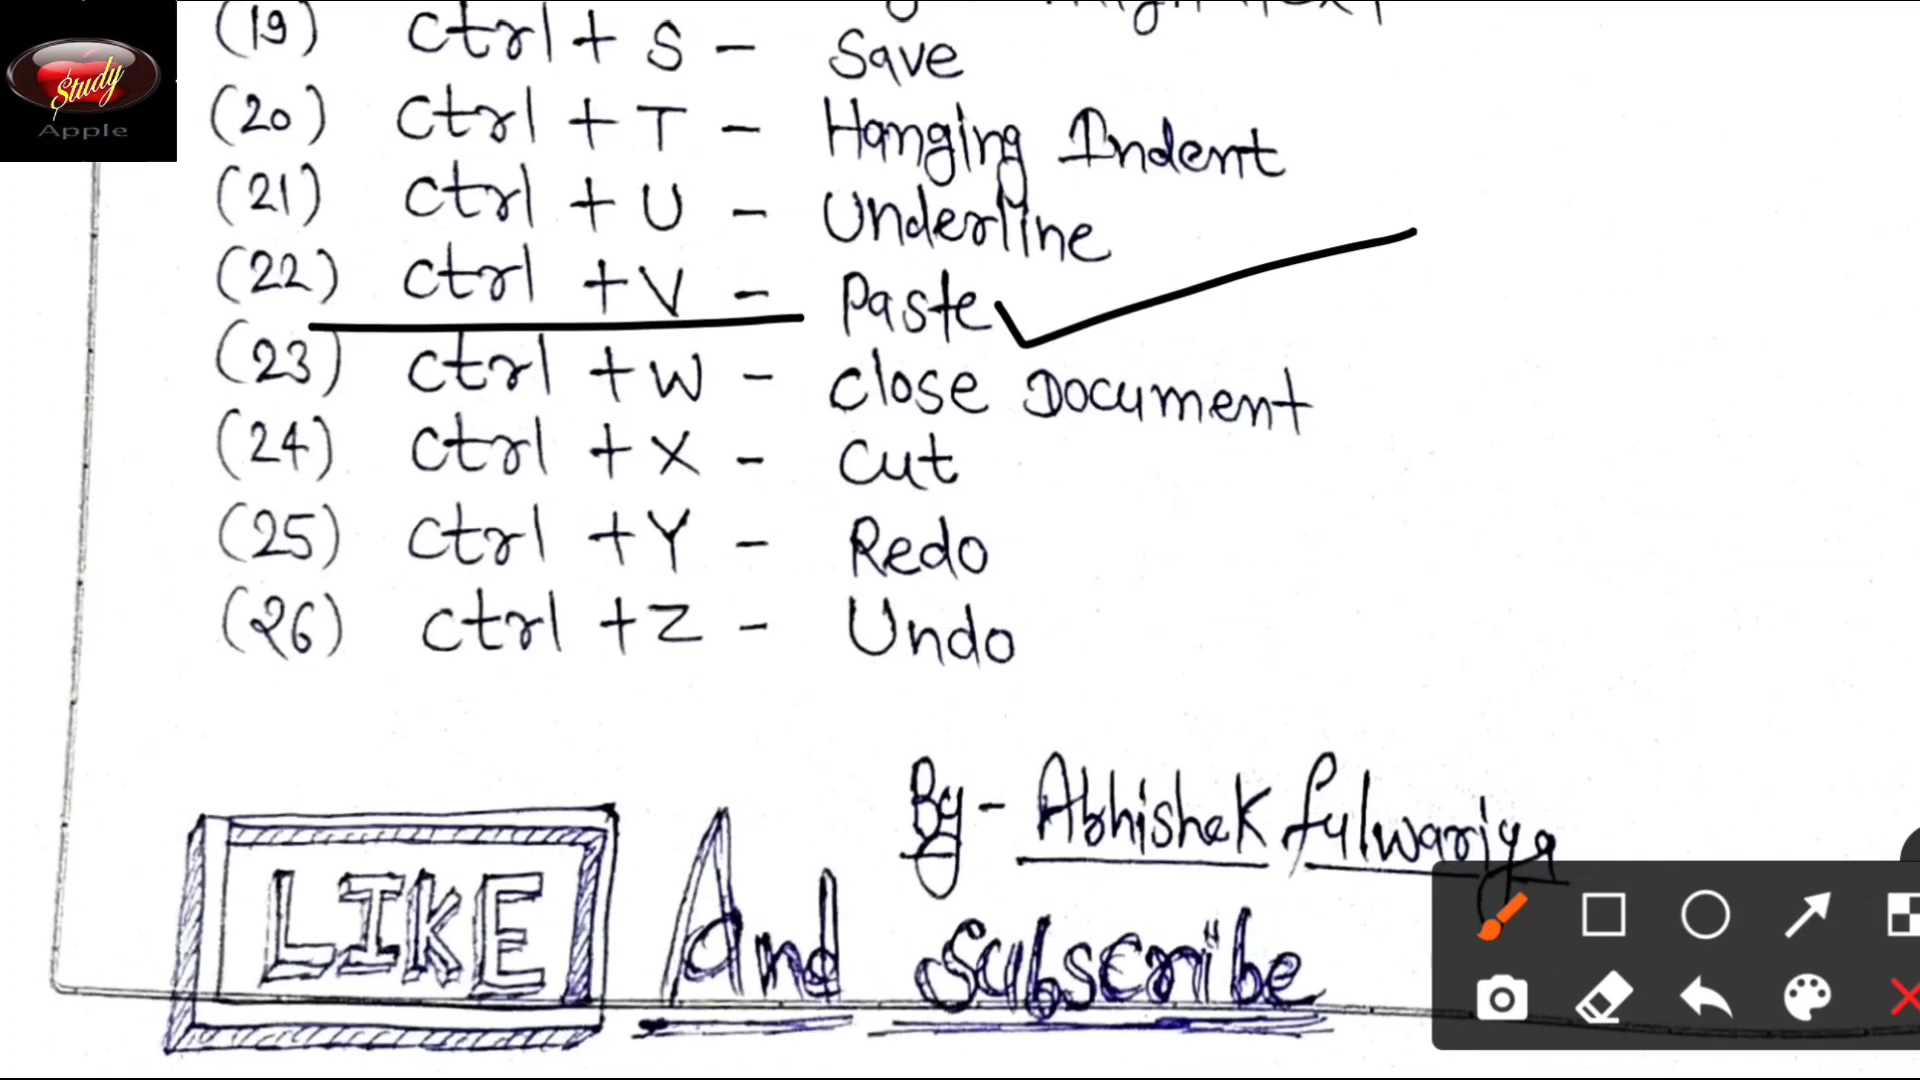 Study
Apple
(19) Ctrl + S - Save
(20) Ctrl + T - Hanging Indent
(21) Ctrl + U - Underline
(22) Ctrl + V - Paste
(23) Ctrl + W - Close Document
(24) Ctrl + X - Cut
(25) Ctrl + Y - Redo
(26) Ctrl + Z - Undo
By - Abhishek fulwariya
LIKE And Subscribe